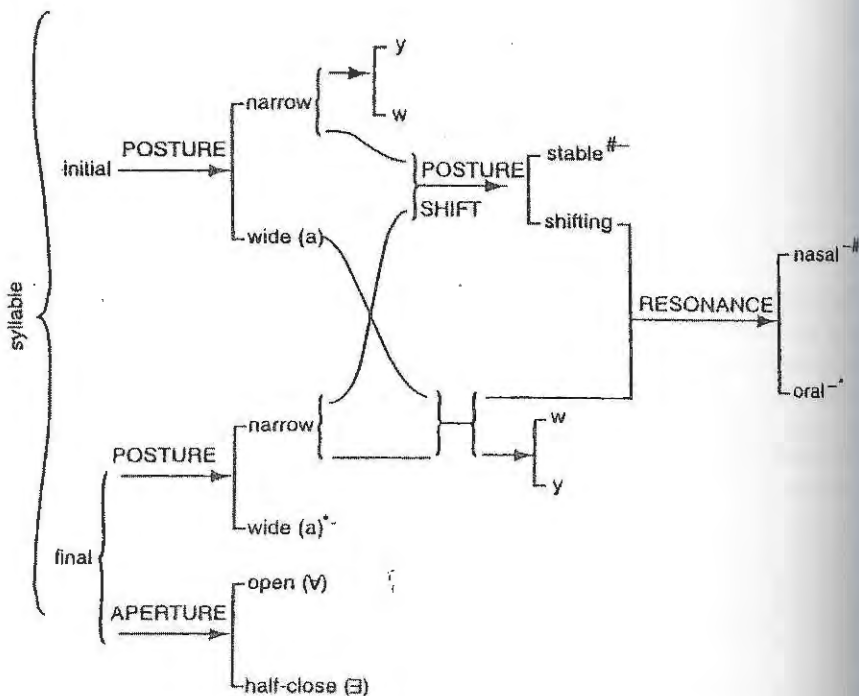 y
narrow
w
POSTURE
initial
POSTURE
SHIFT
stable #–
shifting
wide (a)
nasal –#
RESONANCE
syllable
oral –*
narrow
w
POSTURE
y
wide (a) *-
final
open (∀)
APERTURE
half-close (∃)